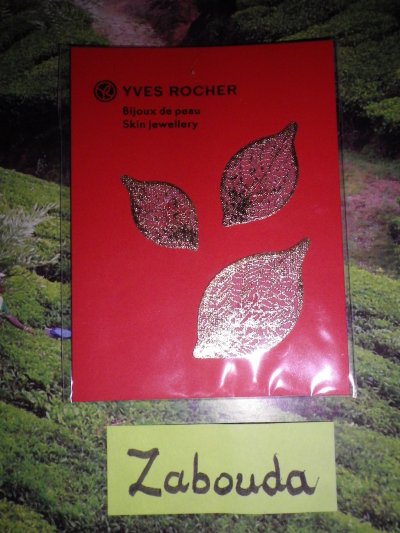 YVES ROCHER
Bijoux de peau
Skin jewellery
Zabouda